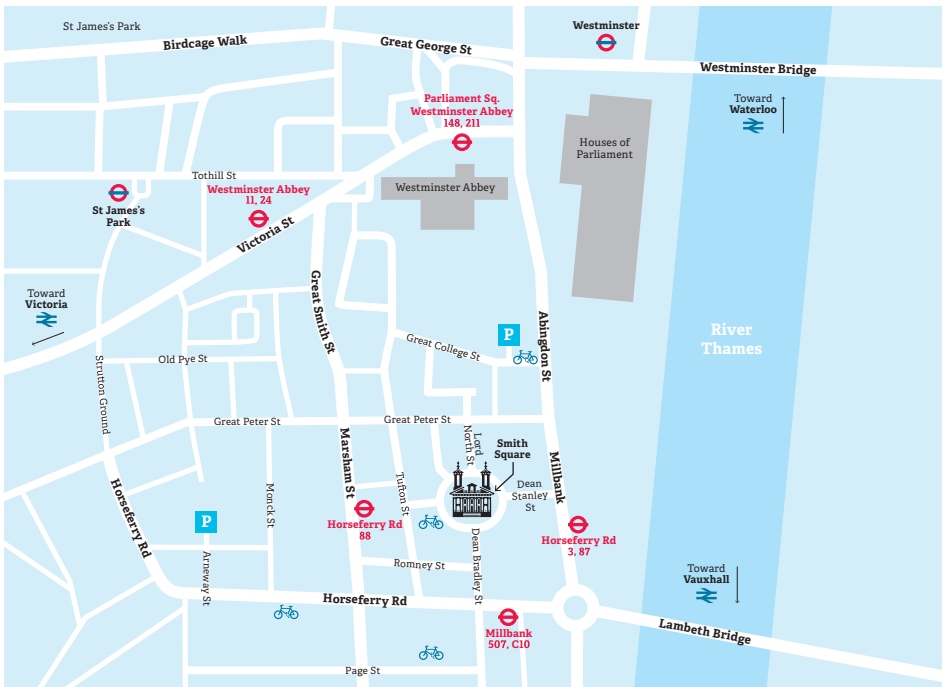 St James's Park
Birdcage Walk
Great George St
Westminster
Westminster Bridge
Toward
Waterloo
Parliament Sq.
Westminster Abbey
148, 211
Houses of
Parliament
Tothill St
Westminster Abbey
11, 24
Westminster Abbey
St James's
Park
Victoria St
Toward
Victoria
Great Smith St
Abingdon St
P
Great College St
River
Thames
Strutton Ground
Old Pye St
Great Peter St
Great Peter St
Lord
North St
Smith
Square
Marsham St
Millbank
Tufton St
Dean
Stanley
St
Horseferry Rd
Monck St
P
Horseferry Rd
88
Horseferry Rd
3, 87
Arneway St
Romney St
Dean Bradley St
Toward
Vauxhall
Horseferry Rd
Millbank
507, C10
Lambeth Bridge
Page St